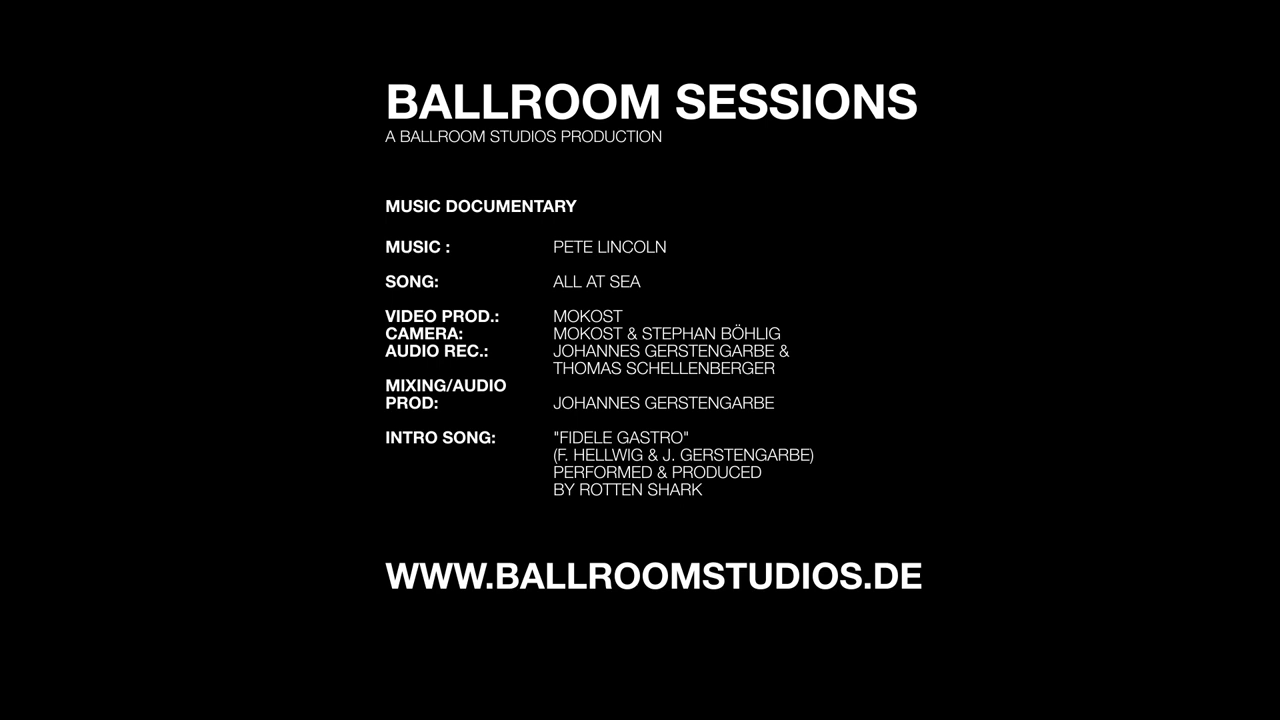 BALLROOM SESSIONS
A BALLROOM STUDIOS PRODUCTION
MUSIC DOCUMENTARY
MUSIC : PETE LINCOLN
SONG: ALL AT SEA
VIDEO PROD.: MOKOST
CAMERA: MOKOST & STEPHAN BÖHLIG
AUDIO REC.: JOHANNES GERSTENGARBE &
THOMAS SCHELLENBERGER
MIXING/AUDIO
PROD: JOHANNES GERSTENGARBE
INTRO SONG: "FIDELE GASTRO"
(F. HELLWIG & J. GERSTENGARBE)
PERFORMED & PRODUCED
BY ROTTEN SHARK
WWW.BALLROOMSTUDIOS.DE